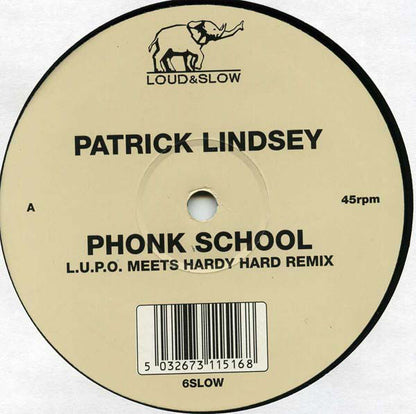 LOUD&SLOW
PATRICK LINDSEY
A
45rpm
PHONK SCHOOL
L.U.P.O. MEETS HARDY HARD REMIX
5 032673 115168
6SLOW